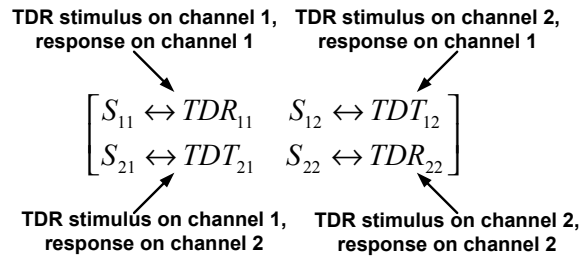 TDR stimulus on channel 1,
response on channel 1
TDR stimulus on channel 2,
response on channel 1
S₁₁ ↔ TDR₁₁ S₁₂ ↔ TDT₁₂
S₂₁ ↔ TDT₂₁ S₂₂ ↔ TDR₂₂
TDR stimulus on channel 1,
response on channel 2
TDR stimulus on channel 2,
response on channel 2